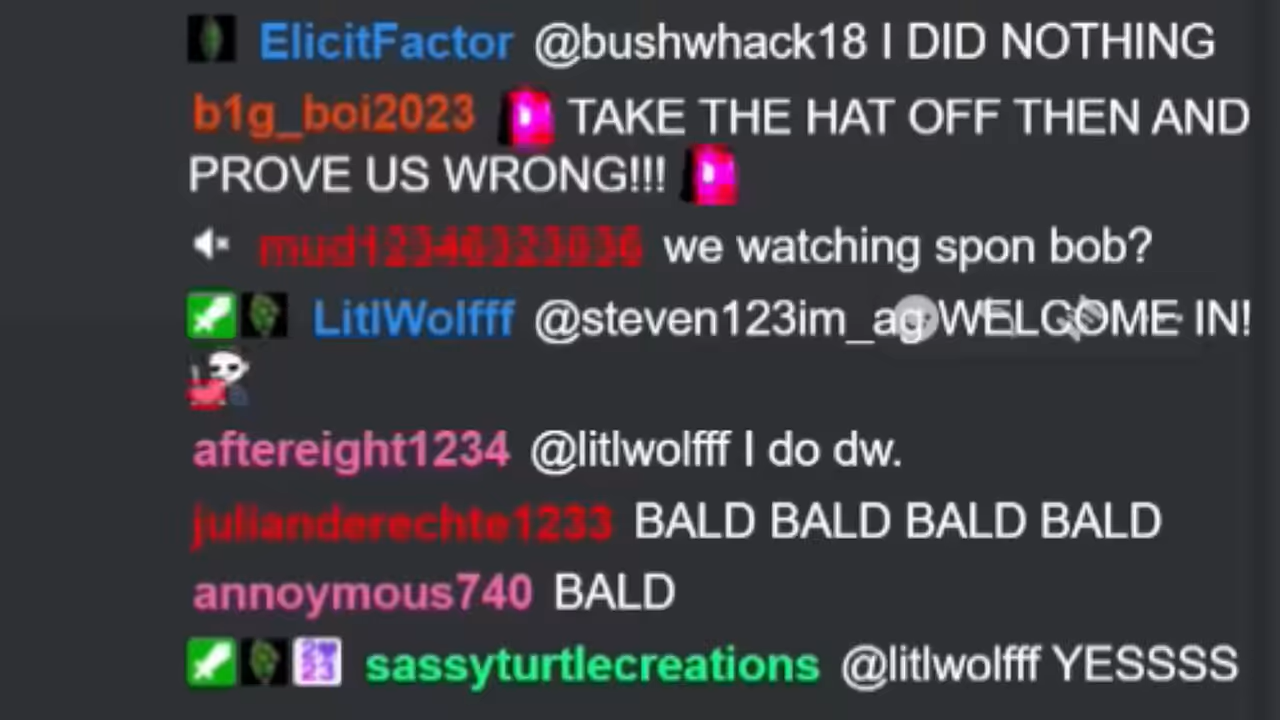 ElicitFactor @bushwhack18 I DID NOTHING
b1g_boi2023 TAKE THE HAT OFF THEN AND
PROVE US WRONG!!!
we watching spon bob?
LitlWolfff @steven123im_ag WELCOME IN!
aftereight1234 @litlwolfff I do dw.
julianderechte1233 BALD BALD BALD BALD
annoymous740 BALD
sassyturtlecreations @litlwolfff YESSSS